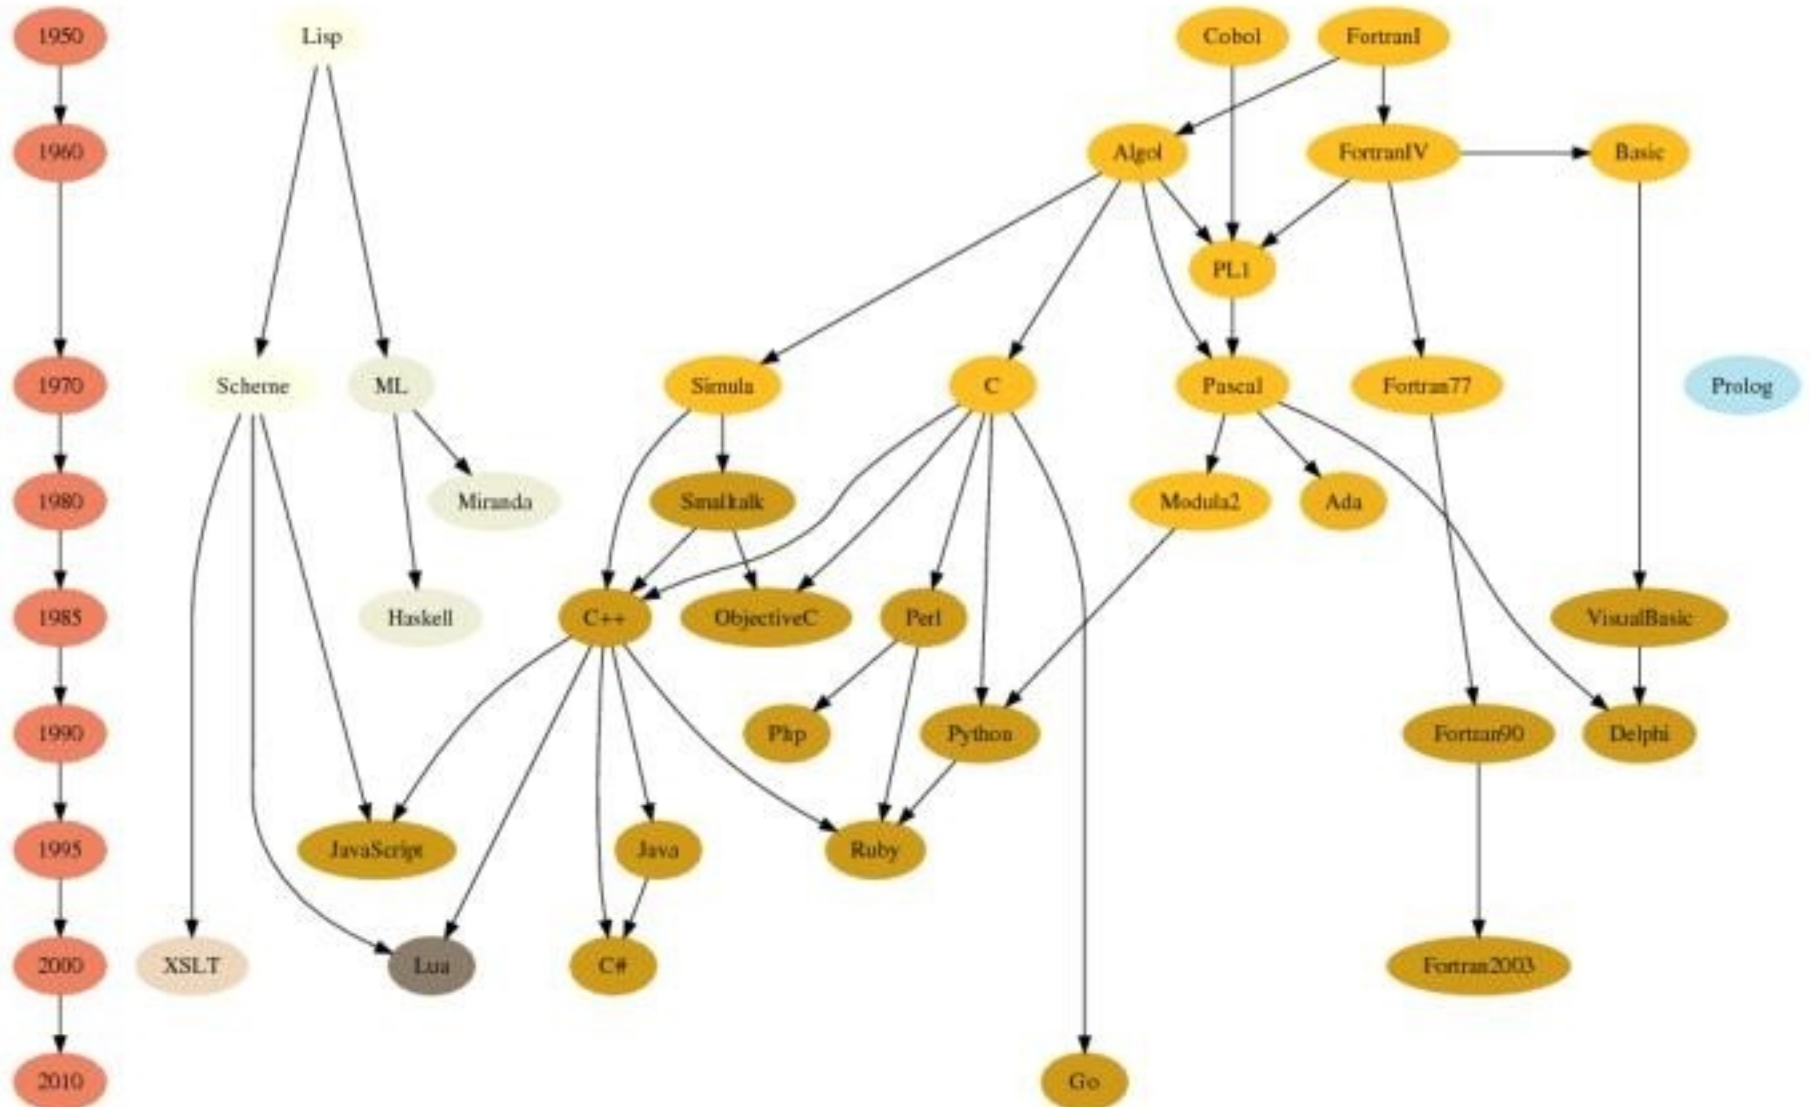 1950
Lisp
Cobol
FortranI
1960
Algol
FortranIV
Basic
PL1
1970
Scheme
ML
Simula
C
Pascal
Fortran77
Prolog
1980
Miranda
Smalltalk
Modula2
Ada
1985
Haskell
C++
ObjectiveC
Perl
VisualBasic
1990
Php
Python
Fortran90
Delphi
1995
JavaScript
Java
Ruby
2000
XSLT
Lua
C#
Fortran2003
2010
Go